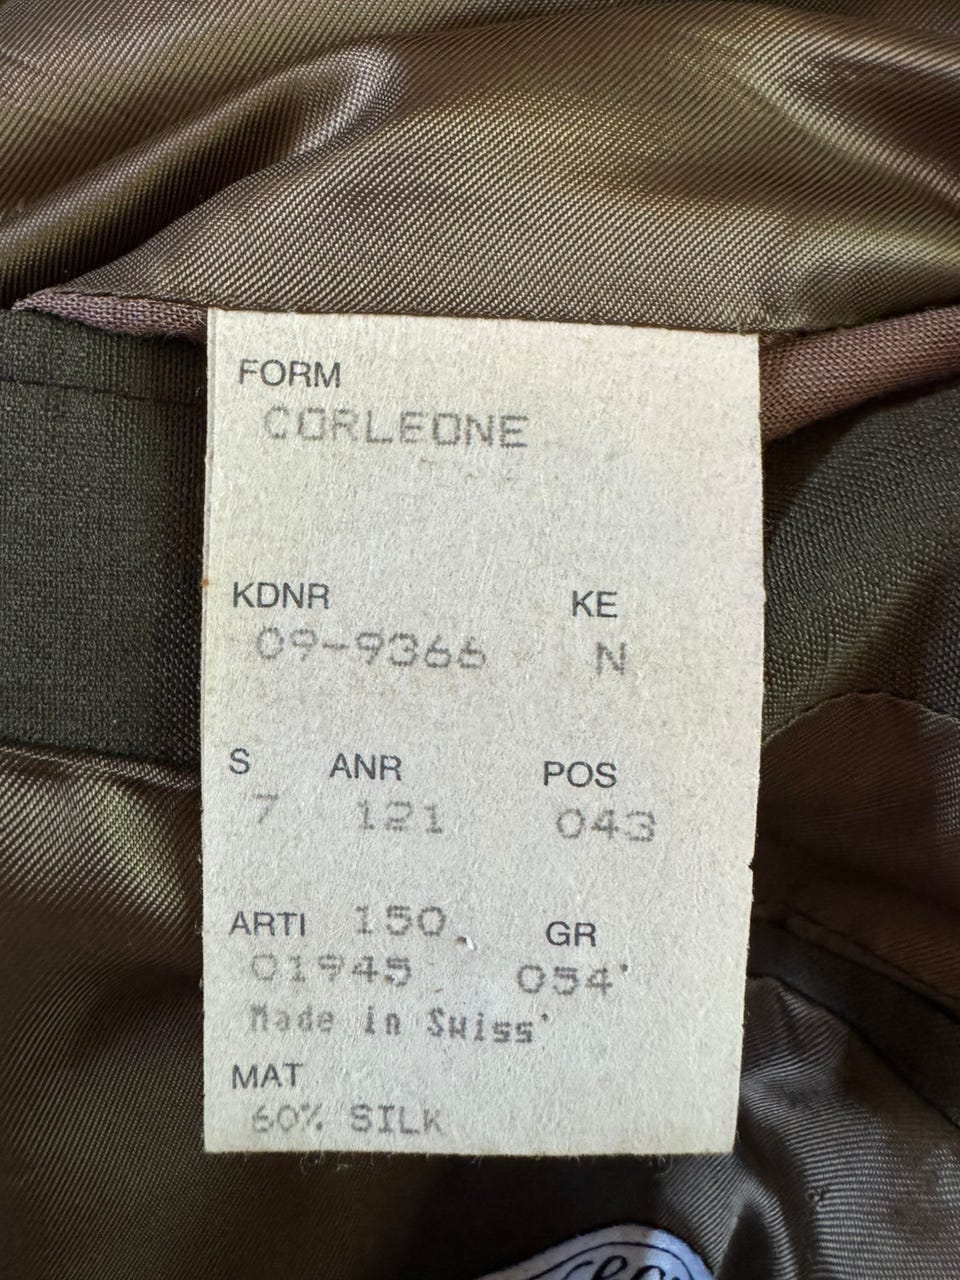 FORM
CORLEONE
KDNR KE
09-9366 N
S ANR POS
7 121 043
ARTI 150 GR
01945 054
Made in Swiss
MAT
60% SILK